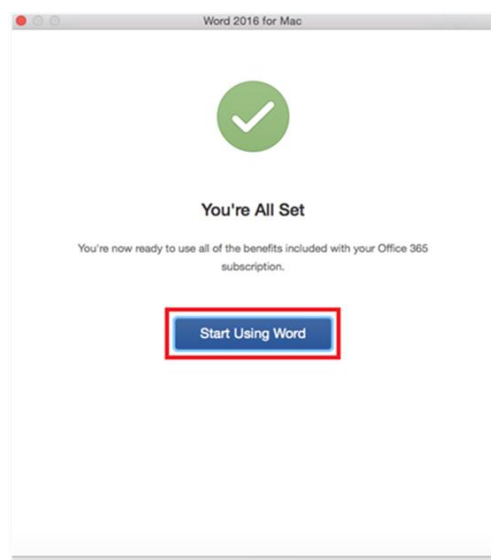 Word 2016 for Mac
You're All Set
You're now ready to use all of the benefits included with your Office 365
subscription.
Start Using Word